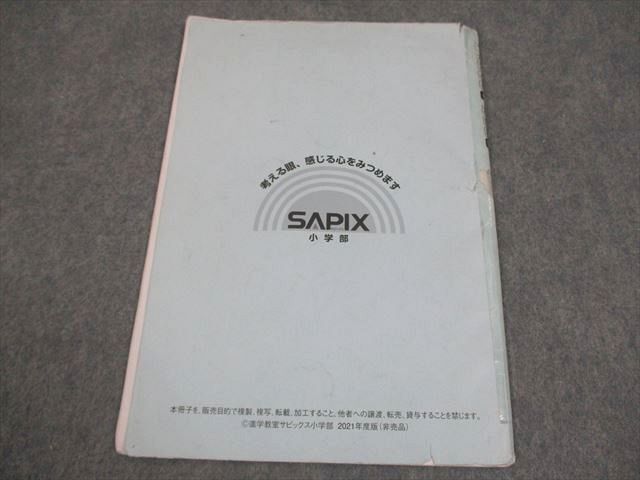 考える眼、感じる心をみつめます
SAPIX
小学部
本冊子を、販売目的で複製、複写、転載、加工すること、他者への譲渡、転売、貸与することを禁じます。
©進学教室サピックス小学部 2021年度版(非売品)